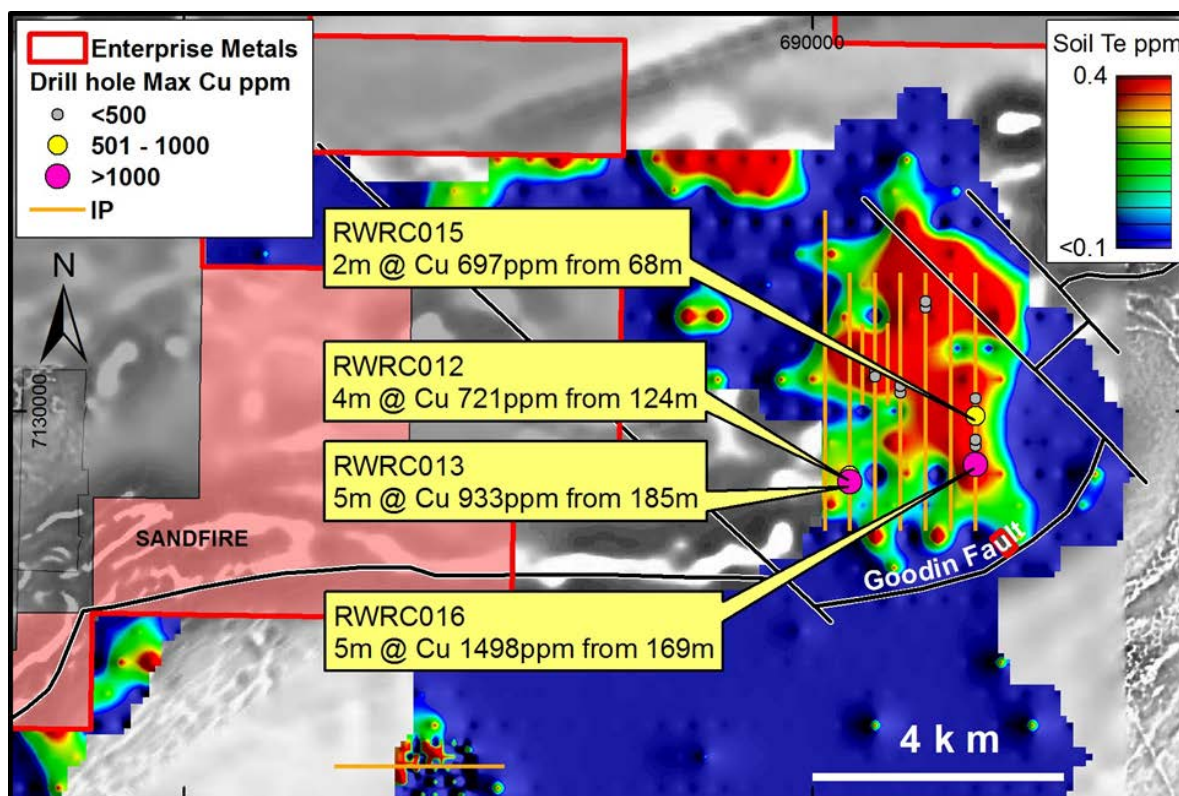 Enterprise Metals
Drill hole Max Cu ppm
<500
501 - 1000
>1000
IP
N
690000
Soil Te ppm
0.4
<0.1
7130000
RWRC015
2m @ Cu 697ppm from 68m
RWRC012
4m @ Cu 721ppm from 124m
RWRC013
5m @ Cu 933ppm from 185m
RWRC016
5m @ Cu 1498ppm from 169m
SANDFIRE
Goodin Fault
4 k m